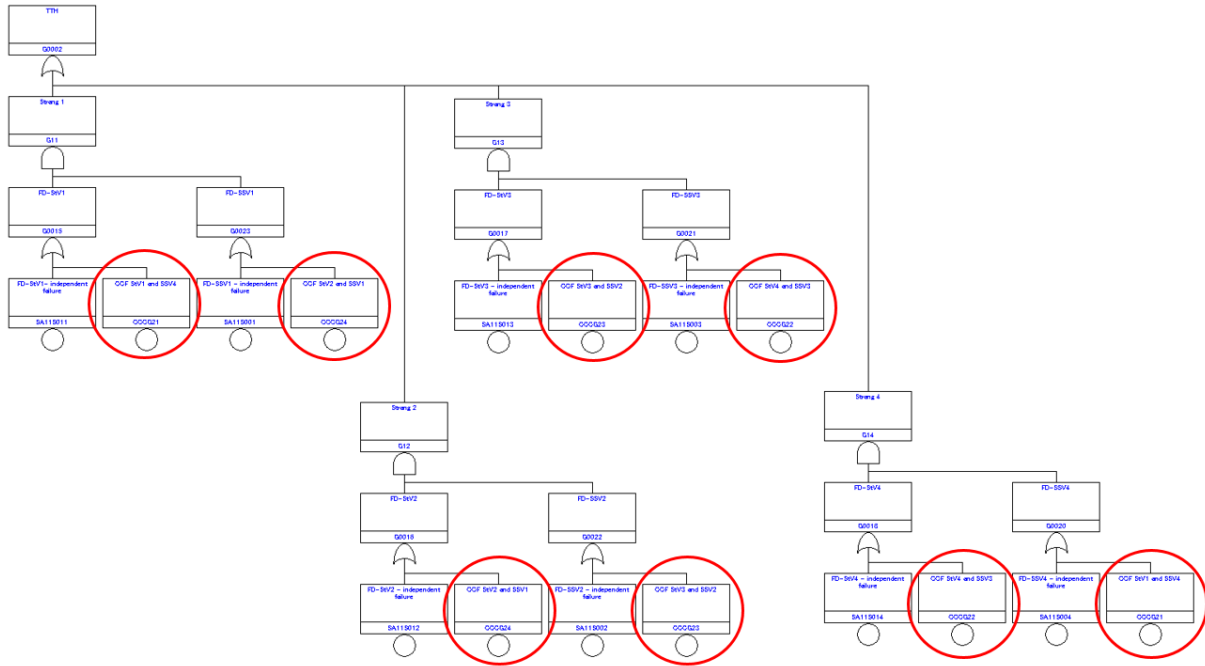 TTH
G0002
Strang 1
G11
FD-StV1
G0015
FD-SSV1
G0023
FD-StV1- independent
failure
SA11S011
CCF StV1 and SSV4
CCCG21
FD-SSV1 - independent
failure
SA11S001
CCF StV2 and SSV1
CCCG24
Strang 3
G13
FD-StV3
G0017
FD-SSV3
G0021
FD-StV3 - independent
failure
SA11S013
CCF StV3 and SSV2
CCCG23
FD-SSV3 - independent
failure
SA11S003
CCF StV4 and SSV3
CCCG22
Strang 2
G12
FD-StV2
G0018
FD-SSV2
G0022
FD-StV2 - independent
failure
SA11S012
CCF StV2 and SSV1
CCCG24
FD-SSV2 - independent
failure
SA11S002
CCF StV3 and SSV2
CCCG23
Strang 4
G14
FD-StV4
G0016
FD-SSV4
G0020
FD-StV4 - independent
failure
SA11S014
CCF StV4 and SSV3
CCCG22
FD-SSV4 - independent
failure
SA11S004
CCF StV1 and SSV4
CCCG21